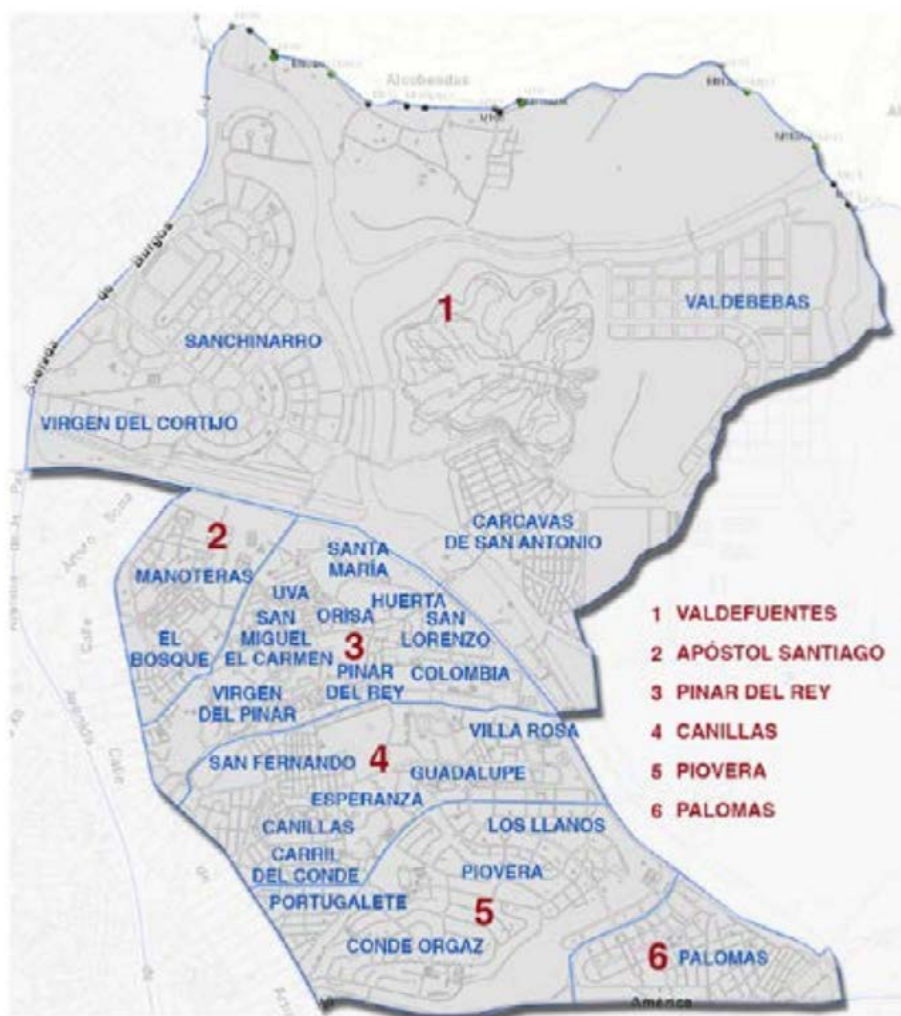 Alcobendas
Avenida de Burgos
1
VALDEBEBAS
SANCHINARRO
VIRGEN DEL CORTIJO
CARCAVAS
DE SAN ANTONIO
2
MANOTERAS
EL
BOSQUE
SANTA
MARÍA
UVA
ORISA
HUERTA
SAN
MIGUEL
SAN
LORENZO
3
EL CARMEN
PINAR
DEL REY
COLOMBIA
VIRGEN
DEL PINAR
VILLA ROSA
SAN FERNANDO
4
GUADALUPE
ESPERANZA
CANILLAS
LOS LLANOS
CARRIL
DEL CONDE
PIOVERA
PORTUGALETE
5
CONDE ORGAZ
6
PALOMAS
América
Calle
1 VALDEFUENTES
2 APÓSTOL SANTIAGO
3 PINAR DEL REY
4 CANILLAS
5 PIOVERA
6 PALOMAS